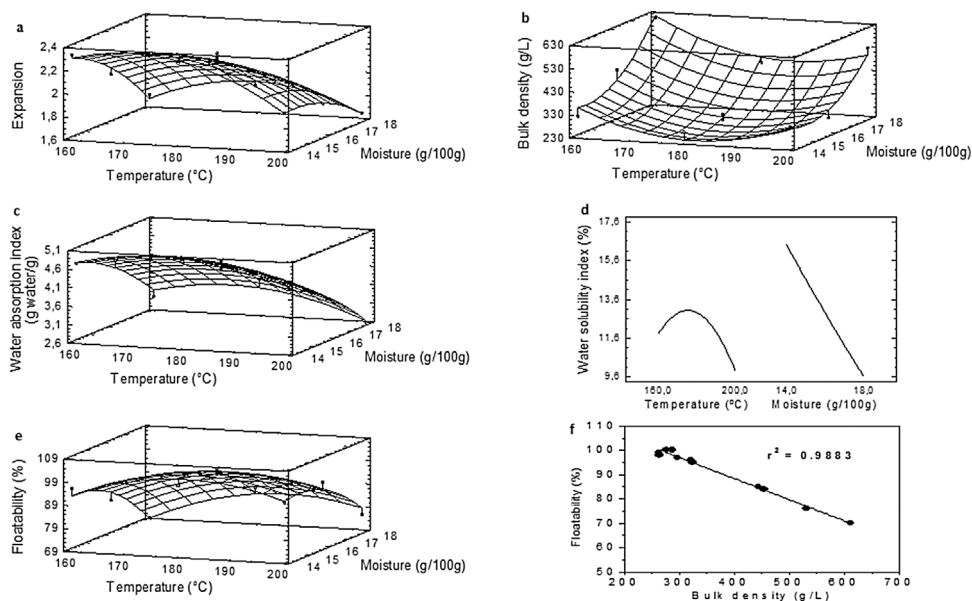 a
Expansion
2,4
2,2
2
1,8
1,6
160 170 180 190 200
Temperature (°C)
14 15 16 17 18
Moisture (g/100g)
b
Bulk density (g/L)
630
530
430
330
230
160 170 180 190 200
Temperature (°C)
14 15 16 17 18
Moisture (g/100g)
c
Water absorption index
(g water/g)
5,1
4,6
4,1
3,6
3,1
2,6
160 170 180 190 200
Temperature (°C)
14 15 16 17 18
Moisture (g/100g)
d
Water solubility index (%)
17,6
15,6
13,6
11,6
9,6
160,0 200,0 14,0 18,0
Temperature (°C) Moisture (g/100g)
e
Floatability (%)
109
99
89
79
69
160 170 180 190 200
Temperature (°C)
14 15 16 17 18
Moisture (g/100g)
f
Floatability (%)
110
100
90
80
70
60
50
r² = 0.9883
200 300 400 500 600 700
Bulk density (g/L)